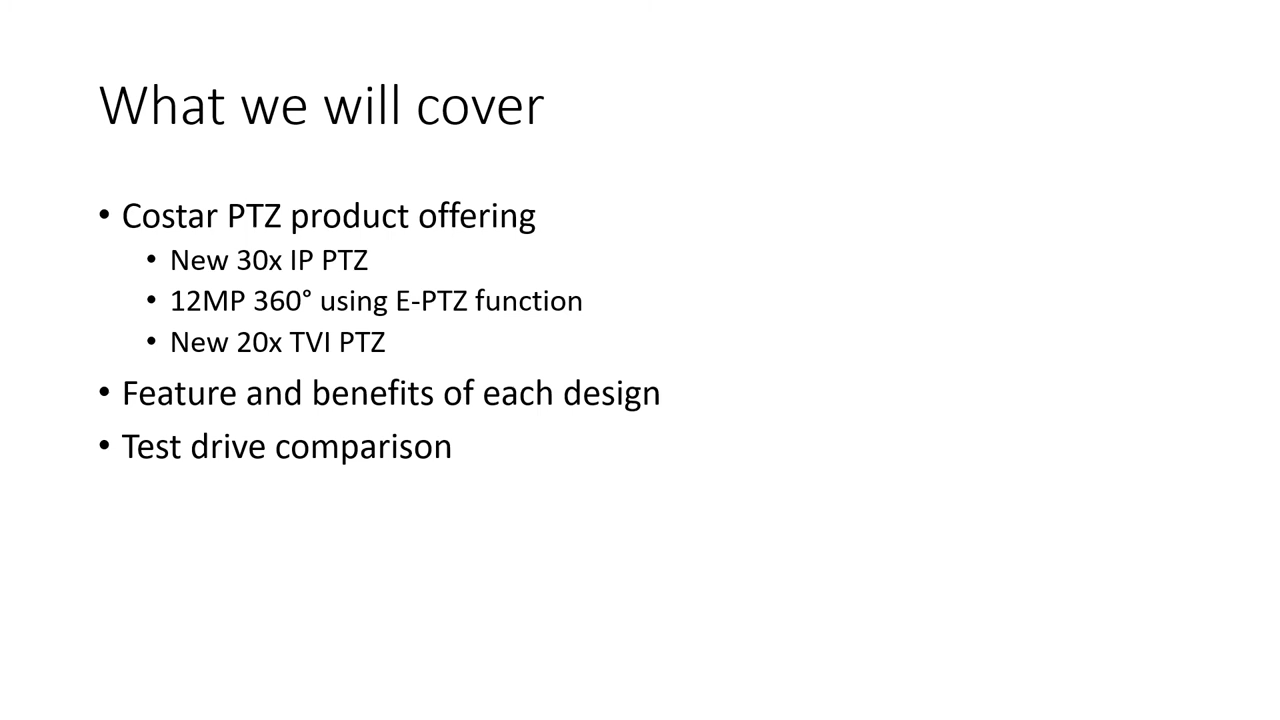 What we will cover
• Costar PTZ product offering
• New 30x IP PTZ
• 12MP 360° using E-PTZ function
• New 20x TVI PTZ
• Feature and benefits of each design
• Test drive comparison